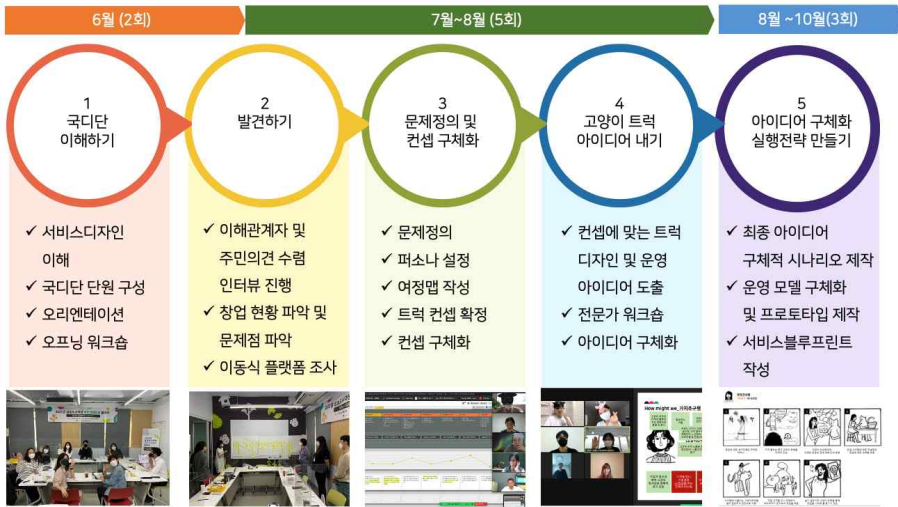 6월 (2회)
7월~8월 (5회)
8월 ~10월(3회)
1
국디단
이해하기
2
발견하기
3
문제정의 및
컨셉 구체화
4
고양이 트럭
아이디어 내기
5
아이디어 구체화
실행전략 만들기
✓ 서비스디자인
이해
✓ 국디단 단원 구성
✓ 오리엔테이션
✓ 오프닝 워크숍
✓ 이해관계자 및
주민의견 수렴
인터뷰 진행
✓ 창업 현황 파악 및
문제점 파악
✓ 이동식 플랫폼 조사
✓ 문제정의
✓ 퍼소나 설정
✓ 여정맵 작성
✓ 트럭 컨셉 확정
✓ 컨셉 구체화
✓ 컨셉에 맞는 트럭
디자인 및 운영
아이디어 도출
✓ 전문가 워크숍
✓ 아이디어 구체화
✓ 최종 아이디어
구체적 시나리오 제작
✓ 운영 모델 구체화
및 프로토타입 제작
✓ 서비스블루프린트
작성
How might we_가치추구형